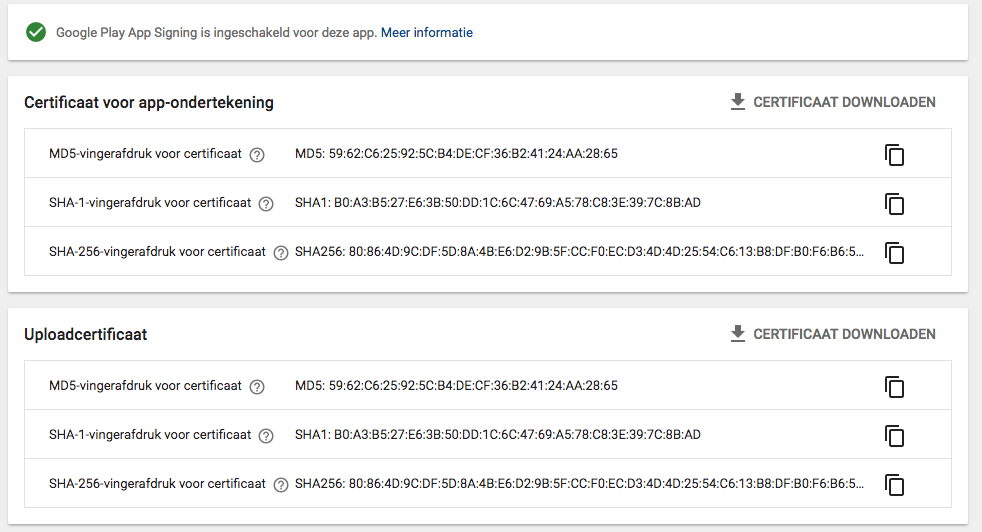 Google Play App Signing is ingeschakeld voor deze app. Meer informatie
Certificaat voor app-ondertekening
CERTIFICAAT DOWNLOADEN
MD5-vingerafdruk voor certificaat MD5: 59:62:C6:25:92:5C:B4:DE:CF:36:B2:41:24:AA:28:65
SHA-1-vingerafdruk voor certificaat SHA1: B0:A3:B5:27:E6:3B:50:DD:1C:6C:47:69:A5:78:C8:3E:39:7C:8B:AD
SHA-256-vingerafdruk voor certificaat SHA256: 80:86:4D:9C:DF:5D:8A:4B:E6:D2:9B:5F:CC:F0:EC:D3:4D:4D:25:54:C6:13:B8:DF:B0:F6:B6:5...
Uploadcertificaat
CERTIFICAAT DOWNLOADEN
MD5-vingerafdruk voor certificaat MD5: 59:62:C6:25:92:5C:B4:DE:CF:36:B2:41:24:AA:28:65
SHA-1-vingerafdruk voor certificaat SHA1: B0:A3:B5:27:E6:3B:50:DD:1C:6C:47:69:A5:78:C8:3E:39:7C:8B:AD
SHA-256-vingerafdruk voor certificaat SHA256: 80:86:4D:9C:DF:5D:8A:4B:E6:D2:9B:5F:CC:F0:EC:D3:4D:4D:25:54:C6:13:B8:DF:B0:F6:B6:5...